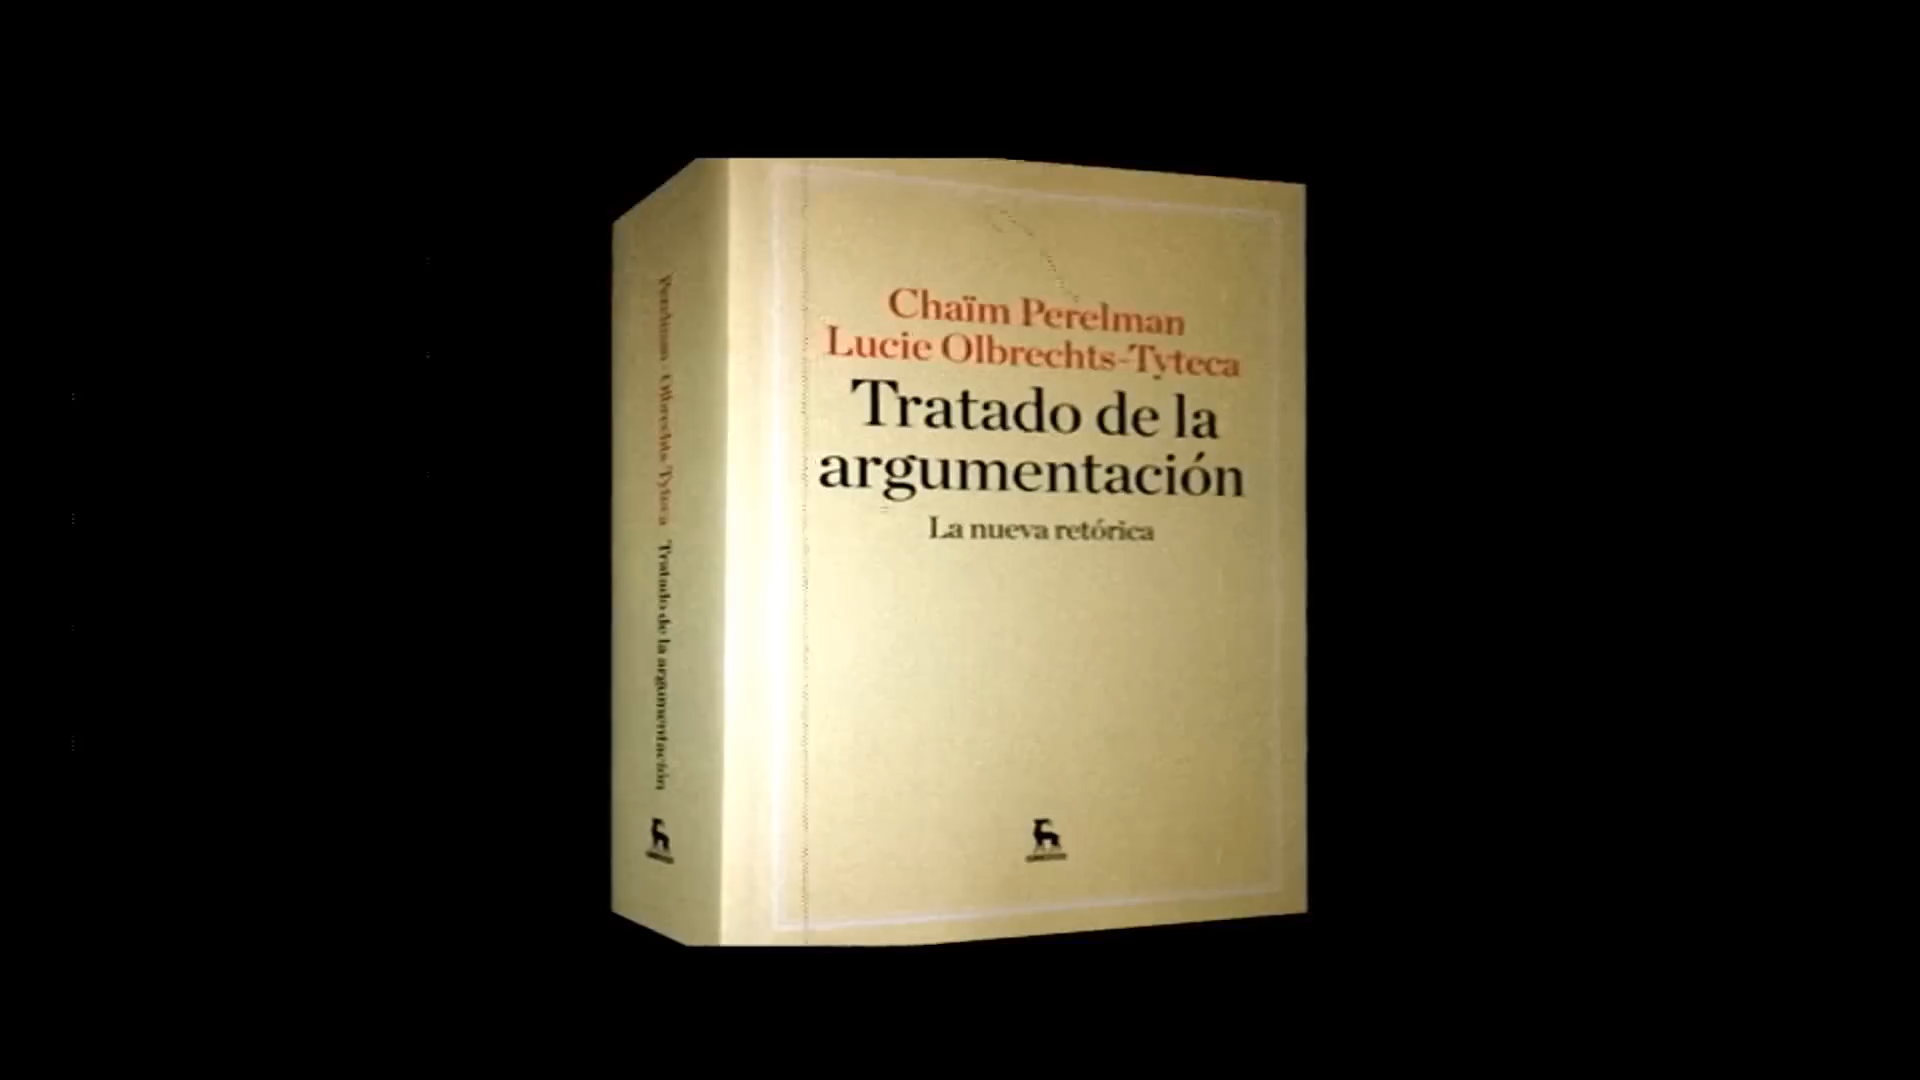 Chaïm Perelman
Lucie Olbrechts-Tyteca
Tratado de la
argumentación
La nueva retórica
Perelman · Olbrechts-Tyteca Tratado de la argumentación